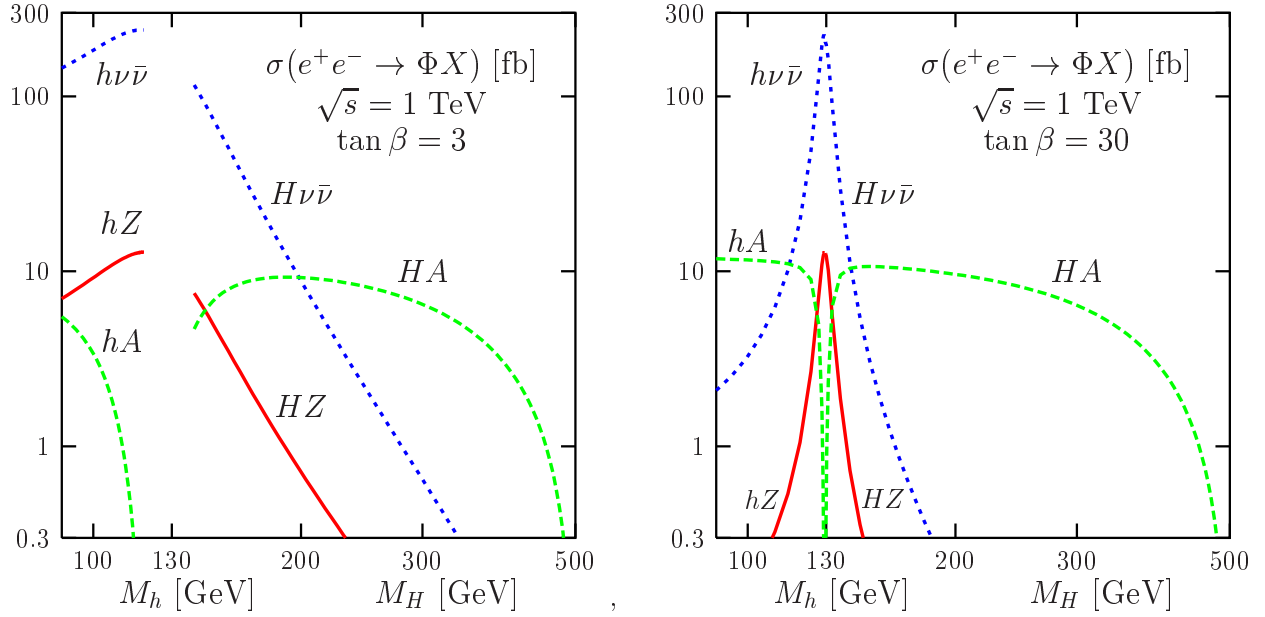 300
100
10
1
0.3
100
130
200
300
500
M_h [GeV]
M_H [GeV]
σ(e⁺e⁻ → ΦX) [fb]
√s = 1 TeV
tan β = 3
hνν̄
hZ
hA
Hνν̄
HA
HZ
,
300
100
10
1
0.3
100
130
200
300
500
M_h [GeV]
M_H [GeV]
σ(e⁺e⁻ → ΦX) [fb]
√s = 1 TeV
tan β = 30
hνν̄
Hνν̄
hA
HA
hZ
HZ